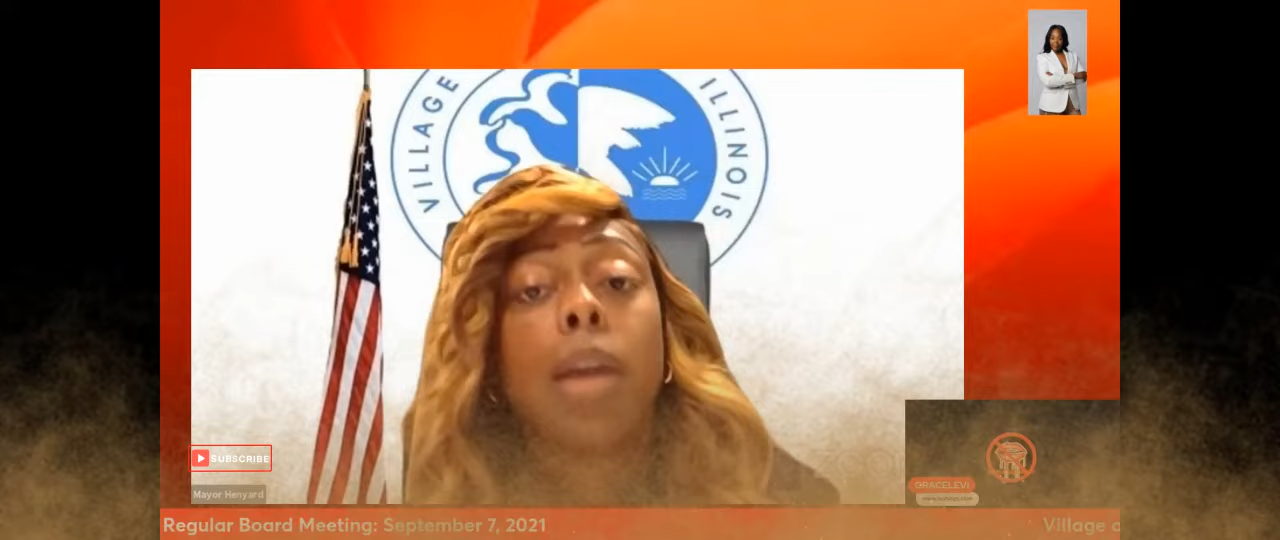 VILLAGE
ILLINOIS
SUBSCRIBE
Mayor Henyard
GRACELEVI
Regular Board Meeting: September 7, 2021
Village